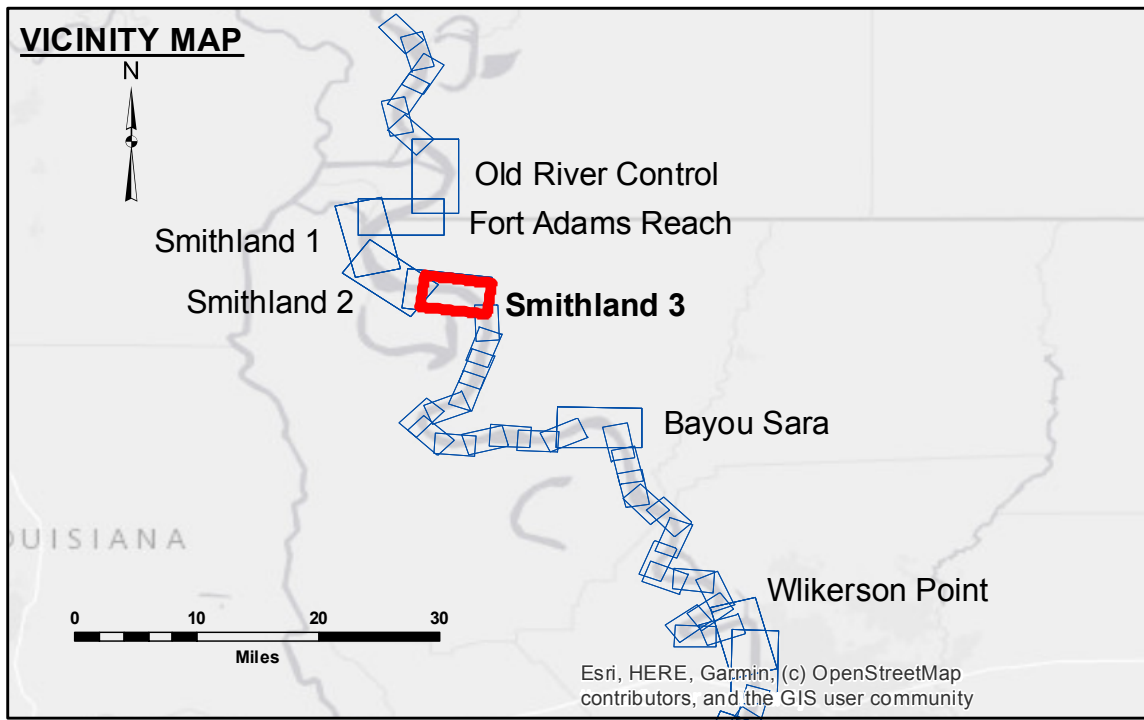 VICINITY MAP
N
Old River Control
Fort Adams Reach
Smithland 1
Smithland 2
Smithland 3
Bayou Sara
OUISIANA
Wlikerson Point
0 10 20 30
Miles
Esri, HERE, Garmin, (c) OpenStreetMap
contributors, and the GIS user community